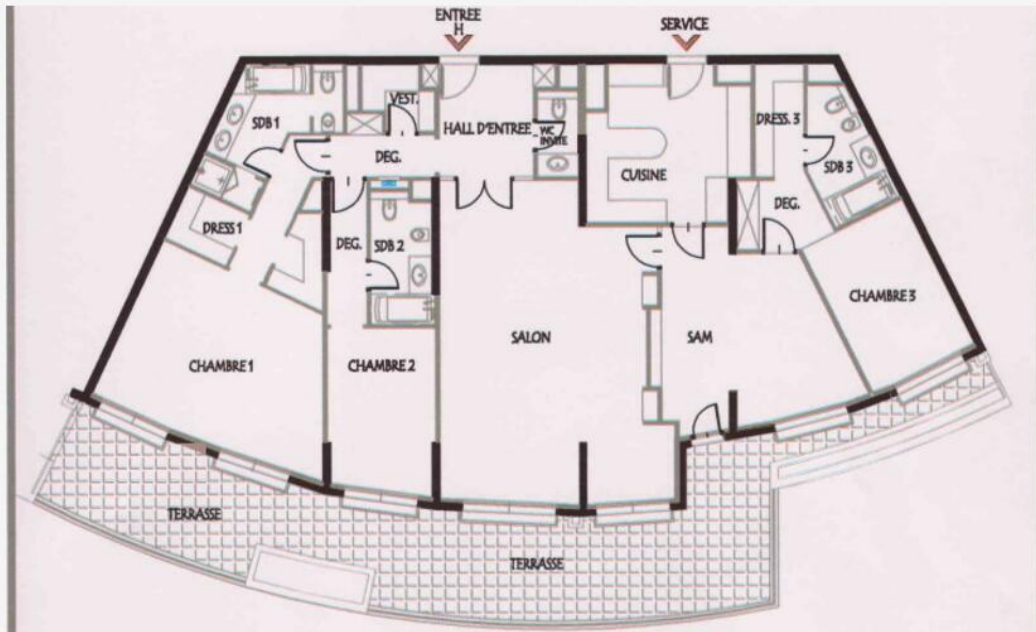 ENTREE
H
SERVICE
SDB 1
VEST.
HALL D'ENTREE
WC
INVITE
DEG.
CUISINE
DRESS. 3
SDB 3
DEG.
DRESS 1
DEG.
SDB 2
CHAMBRE 1
CHAMBRE 2
SALON
SAM
CHAMBRE 3
TERRASSE
TERRASSE